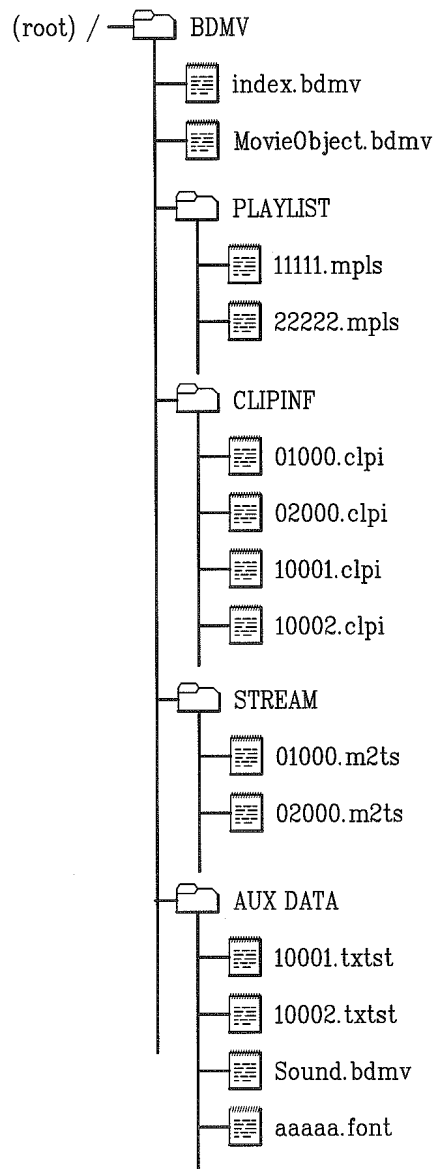 (root) / BDMV
index.bdmv
MovieObject.bdmv
PLAYLIST
11111.mpls
22222.mpls
CLIPINF
01000.clpi
02000.clpi
10001.clpi
10002.clpi
STREAM
01000.m2ts
02000.m2ts
AUX DATA
10001.txtst
10002.txtst
Sound.bdmv
aaaaa.font